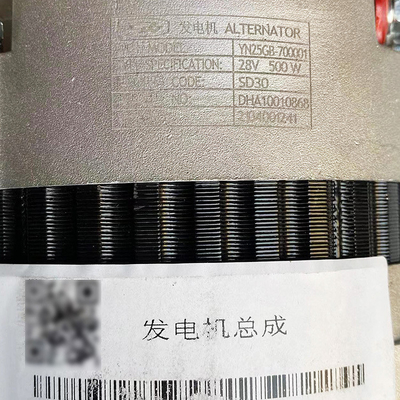 发电机 ALTERNATOR
MODEL: YN25GB-700001
SPECIFICATION: 28V 500W
SD30
NO: DHA10010868
2104001241
发电机总成